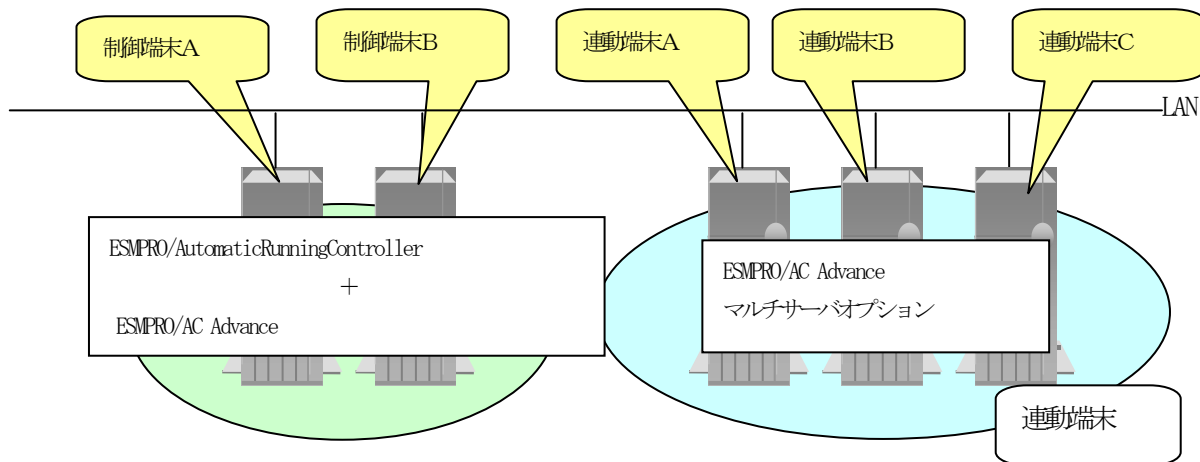 制御端末A
制御端末B
連動端末A
連動端末B
連動端末C
LAN
ESMPRO/AutomaticRunningController
+
ESMPRO/AC Advance
ESMPRO/AC Advance
マルチサーバオプション
連動端末